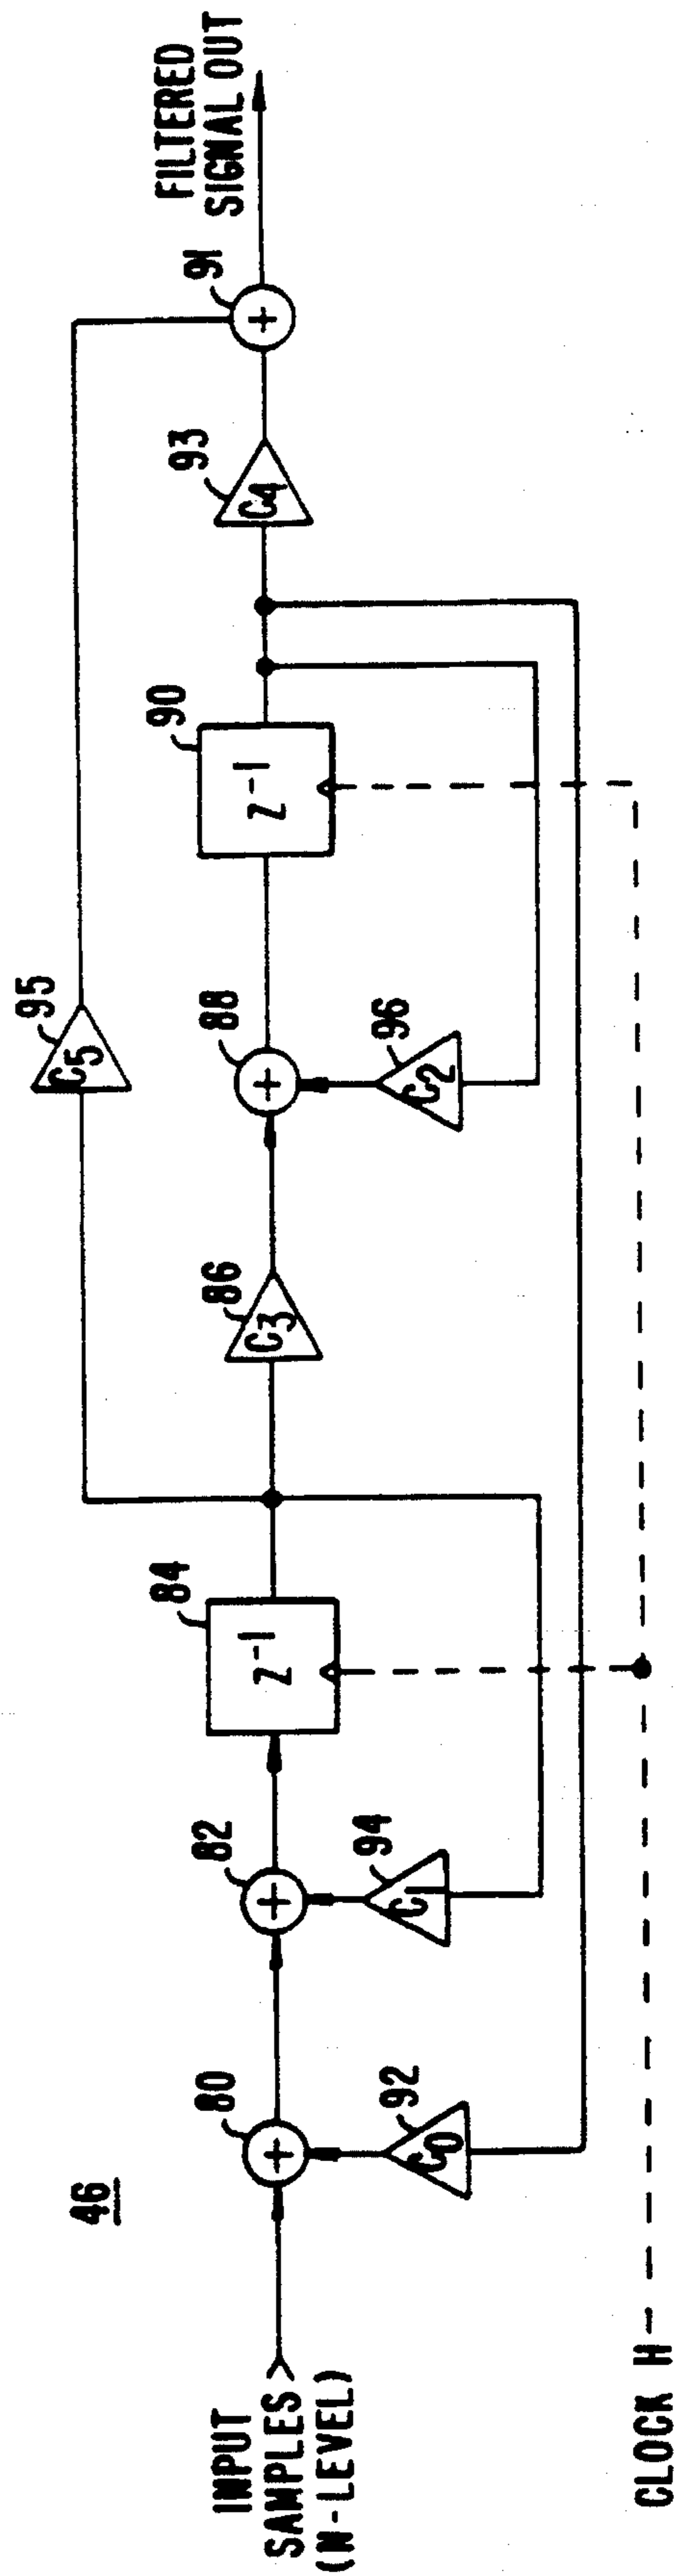 46
INPUT
SAMPLES
(N-LEVEL)
80
92
C0
82
94
C1
84
Z-1
95
C5
86
C3
88
96
C2
90
Z-1
93
C4
91
FILTERED
SIGNAL OUT
CLOCK H